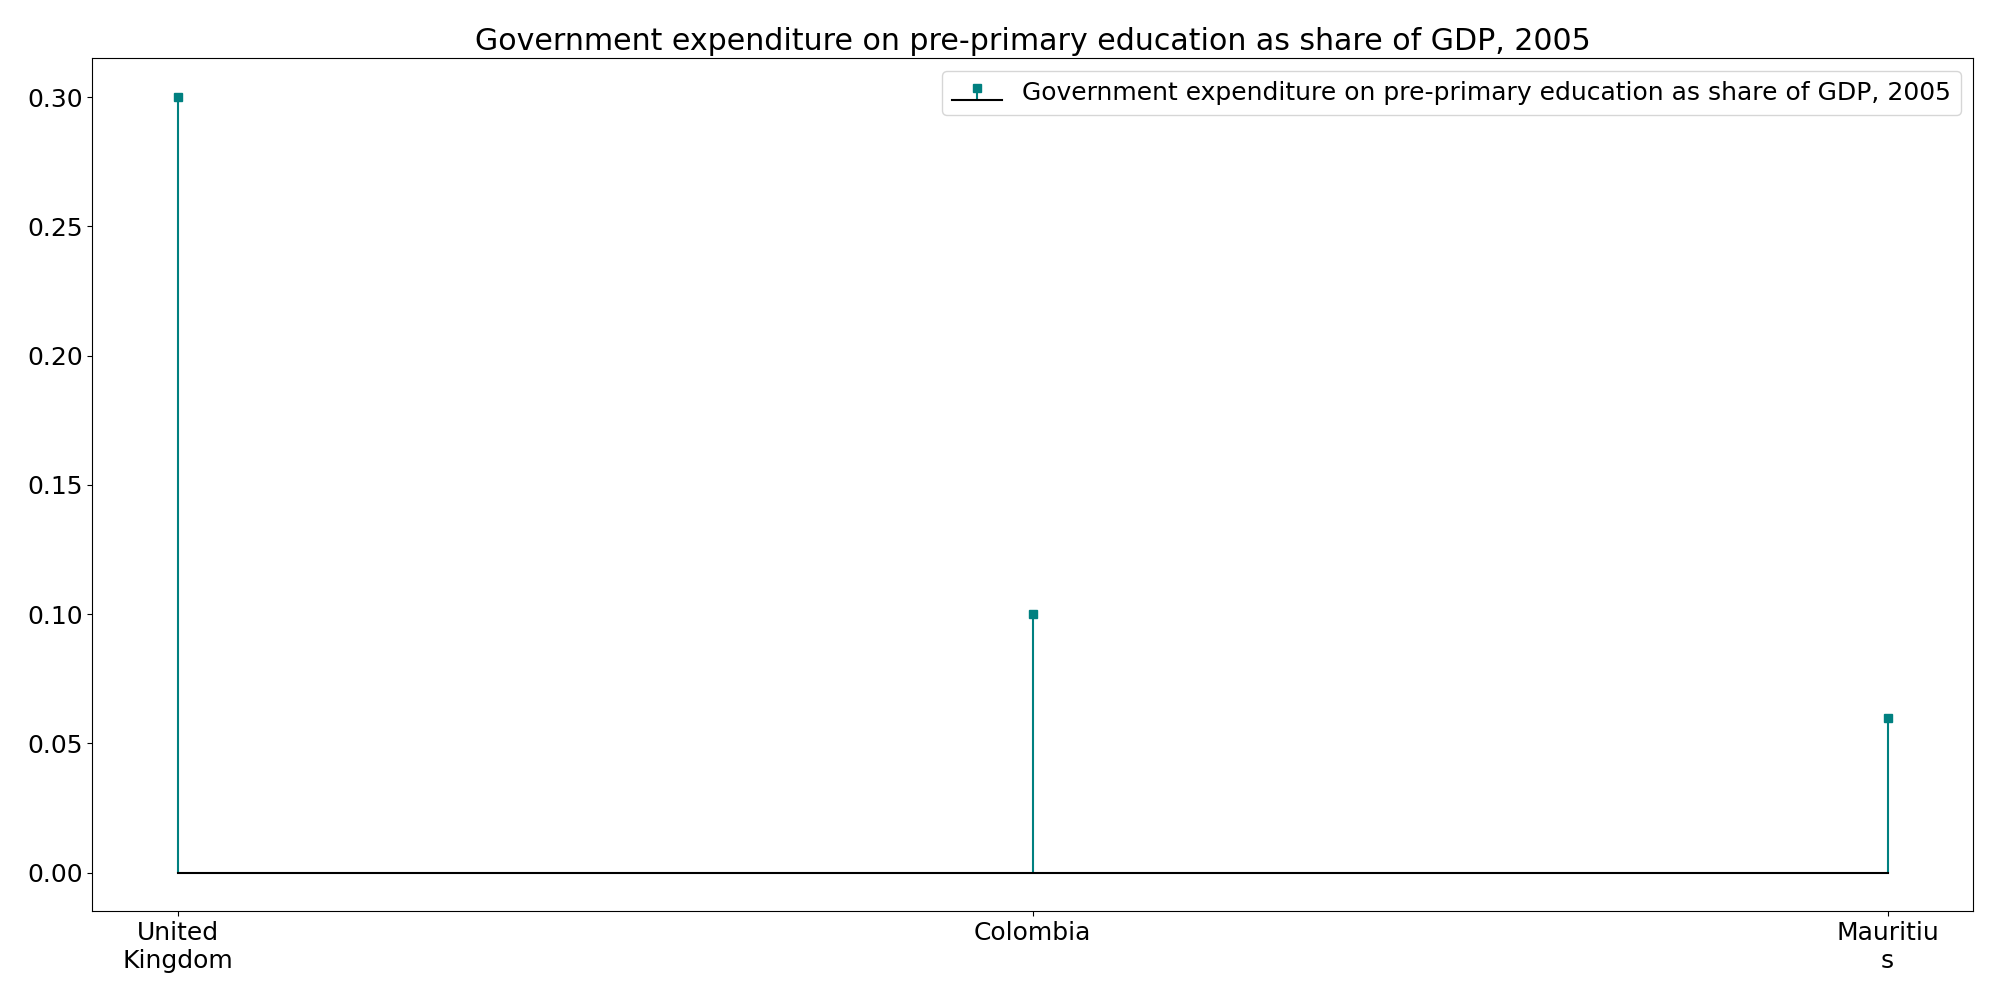 Government expenditure on pre-primary education as share of GDP, 2005
Government expenditure on pre-primary education as share of GDP, 2005
0.30
0.25
0.20
0.15
0.10
0.05
0.00
United
Kingdom
Colombia
Mauritiu
s